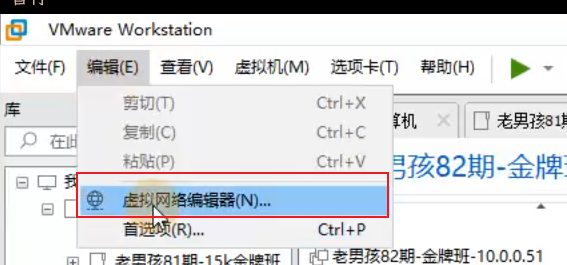 VMware Workstation
文件(F) 编辑(E) 查看(V) 虚拟机(M) 选项卡(T) 帮助(H)
库
剪切(T) Ctrl+X
复制(C) Ctrl+C
粘贴(P) Ctrl+V
虚拟网络编辑器(N)...
首选项(R)... Ctrl+P
在此
算机
老男孩81期
男孩82期-金牌班
老男孩81期-15k金牌班
老男孩82期-金牌班-10.0.0.51